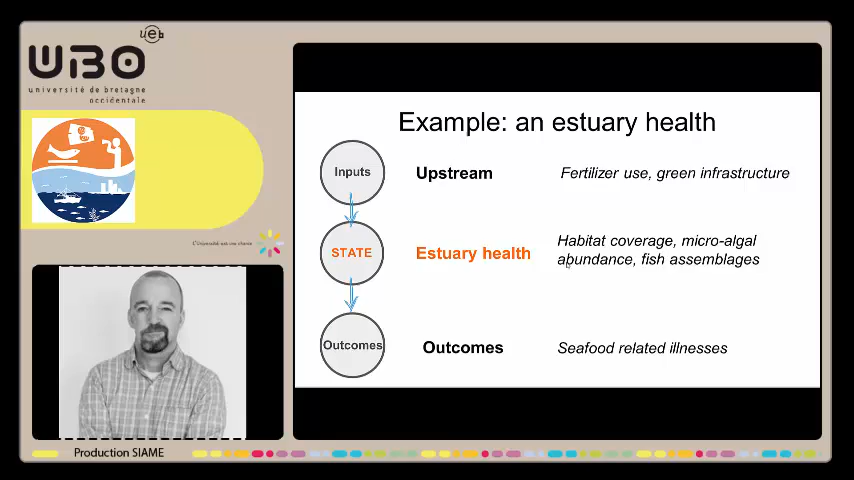 ueb
UBO
université de bretagne
occidentale
L'Université est une chance
Production SIAME
Example: an estuary health
Inputs
Upstream
Fertilizer use, green infrastructure
STATE
Estuary health
Habitat coverage, micro-algal
abundance, fish assemblages
Outcomes
Outcomes
Seafood related illnesses